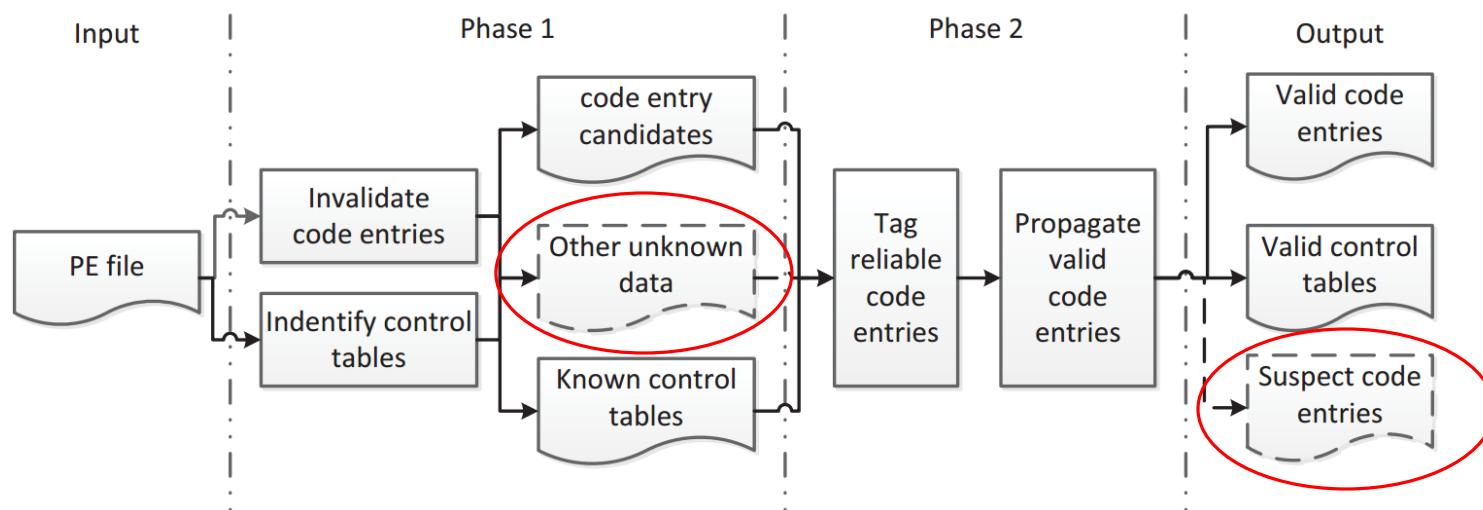 Input
Phase 1
Phase 2
Output
PE file
Invalidate
code entries
Indentify control
tables
code entry
candidates
Other unknown
data
Known control
tables
Tag
reliable
code
entries
Propagate
valid
code
entries
Valid code
entries
Valid control
tables
Suspect code
entries